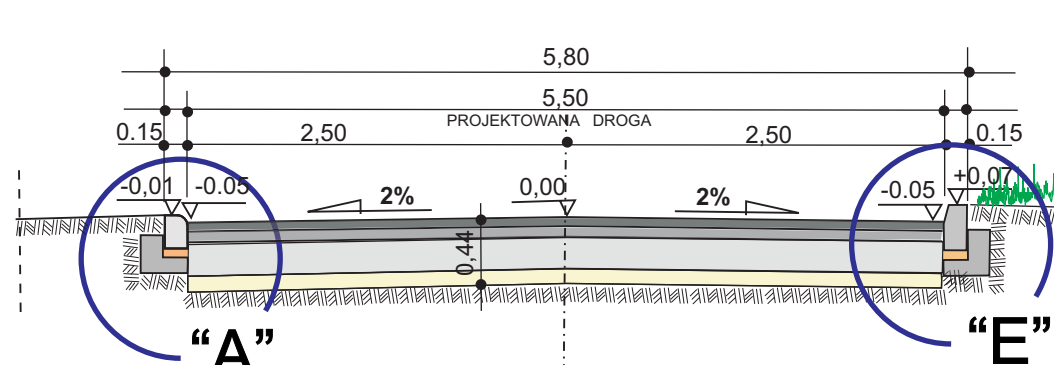 5,80
5,50
PROJEKTOWANA DROGA
0.15 2,50 2,50 0.15
-0,01 -0.05 2% 0,00 2% -0.05 +0,07
0,44
“A” “E”